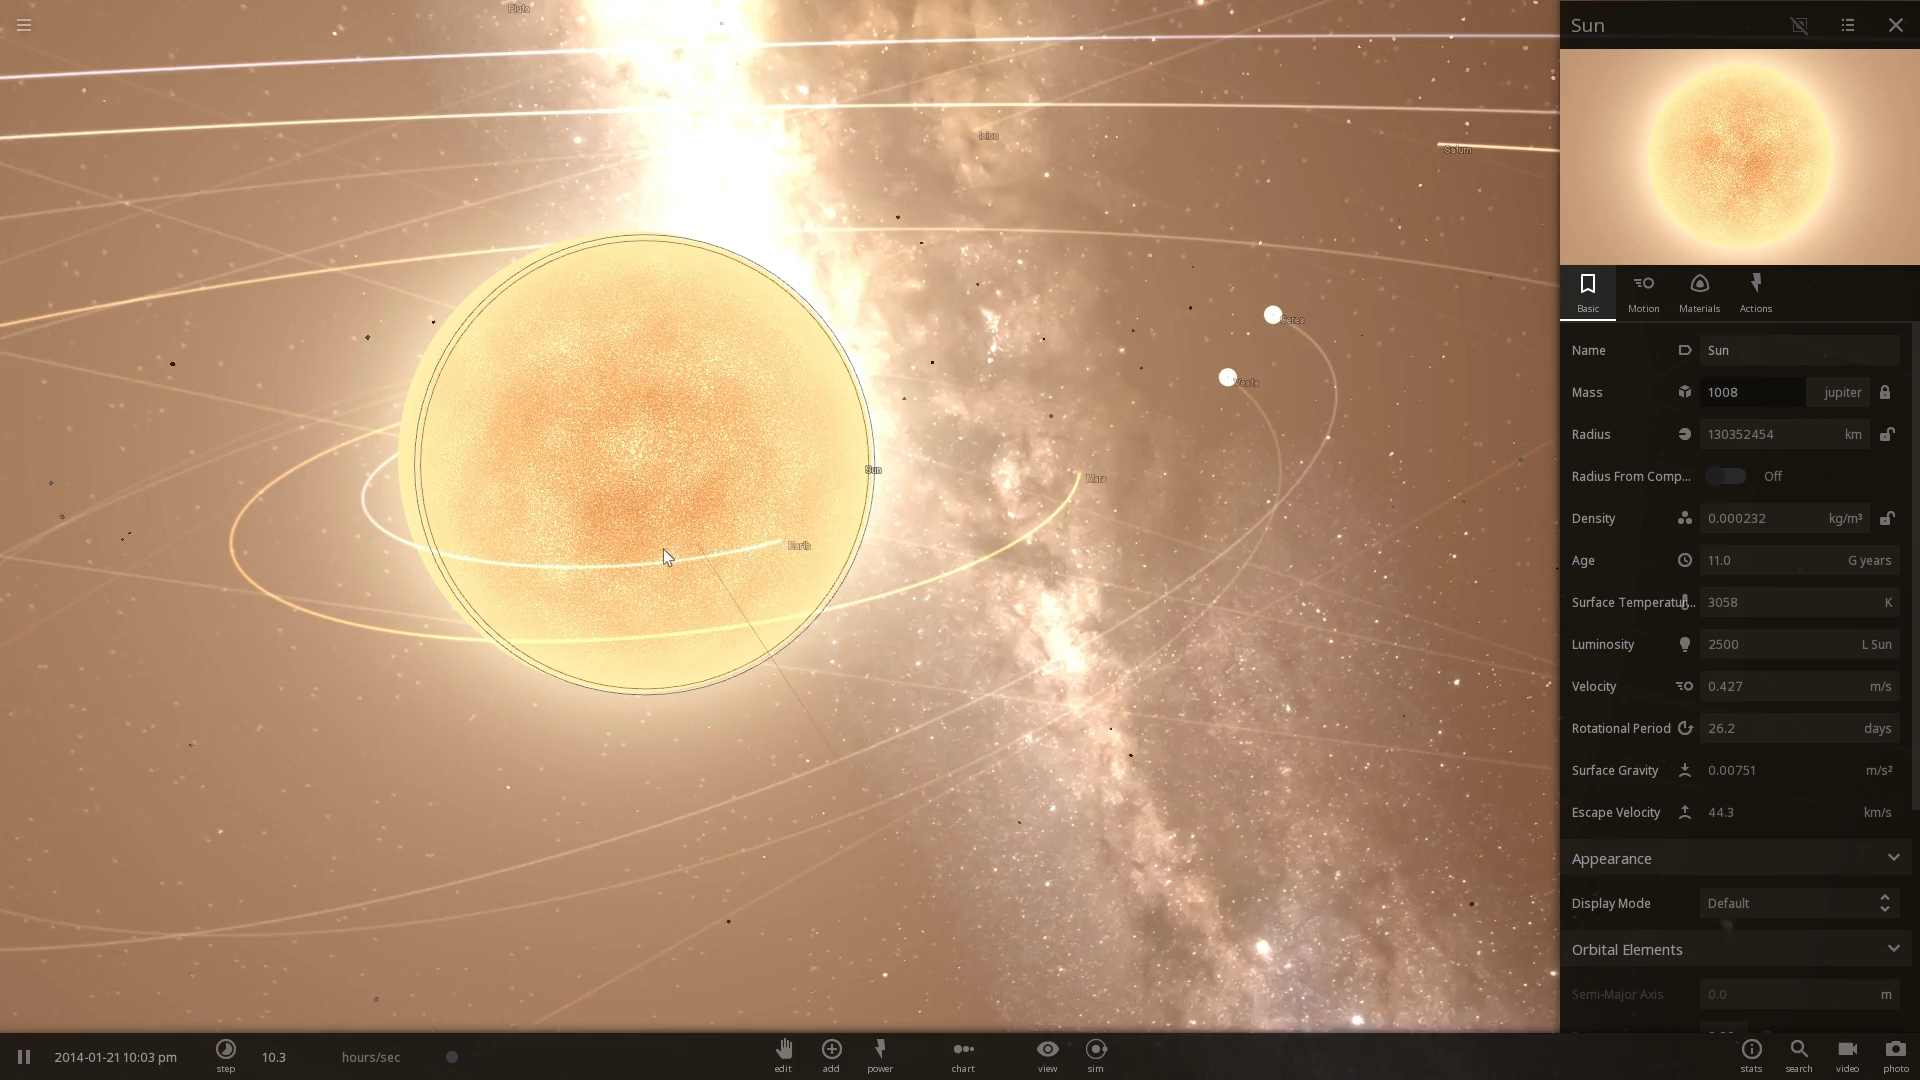 Pluto
Sun
Ixion
Saturn
Ceres
Vesta
Sun
Mars
Earth
Basic
Motion
Materials
Actions
Name Sun
Mass 1008 jupiter
Radius 130352454 km
Radius From Comp... Off
Density 0.000232 kg/m³
Age 11.0 G years
Surface Temperatur... 3058 K
Luminosity 2500 L Sun
Velocity 0.427 m/s
Rotational Period 26.2 days
Surface Gravity 0.00751 m/s²
Escape Velocity 44.3 km/s
Appearance
Display Mode Default
Orbital Elements
Semi-Major Axis 0.0 m
2014-01-21 10:03 pm
step
10.3 hours/sec
edit
add
power
chart
view
sim
stats
search
video
photo